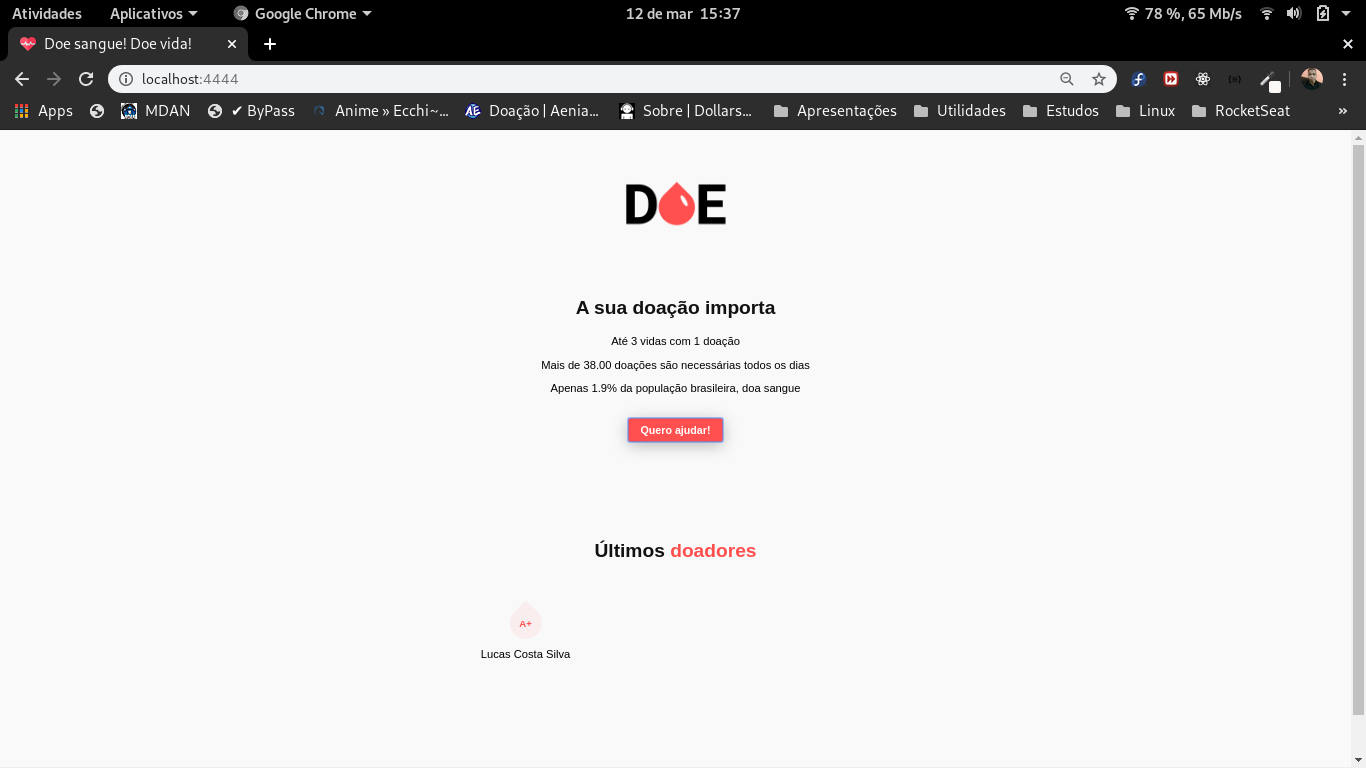 Atividades Aplicativos Google Chrome 12 de mar 15:37 78 %, 65 Mb/s
Doe sangue! Doe vida!
localhost:4444
Apps MDAN ✔ ByPass Anime » Ecchi~... Doação | Aenia... Sobre | Dollars... Apresentações Utilidades Estudos Linux RocketSeat »
DOE
A sua doação importa
Até 3 vidas com 1 doação
Mais de 38.00 doações são necessárias todos os dias
Apenas 1.9% da população brasileira, doa sangue
Quero ajudar!
Últimos doadores
A+
Lucas Costa Silva